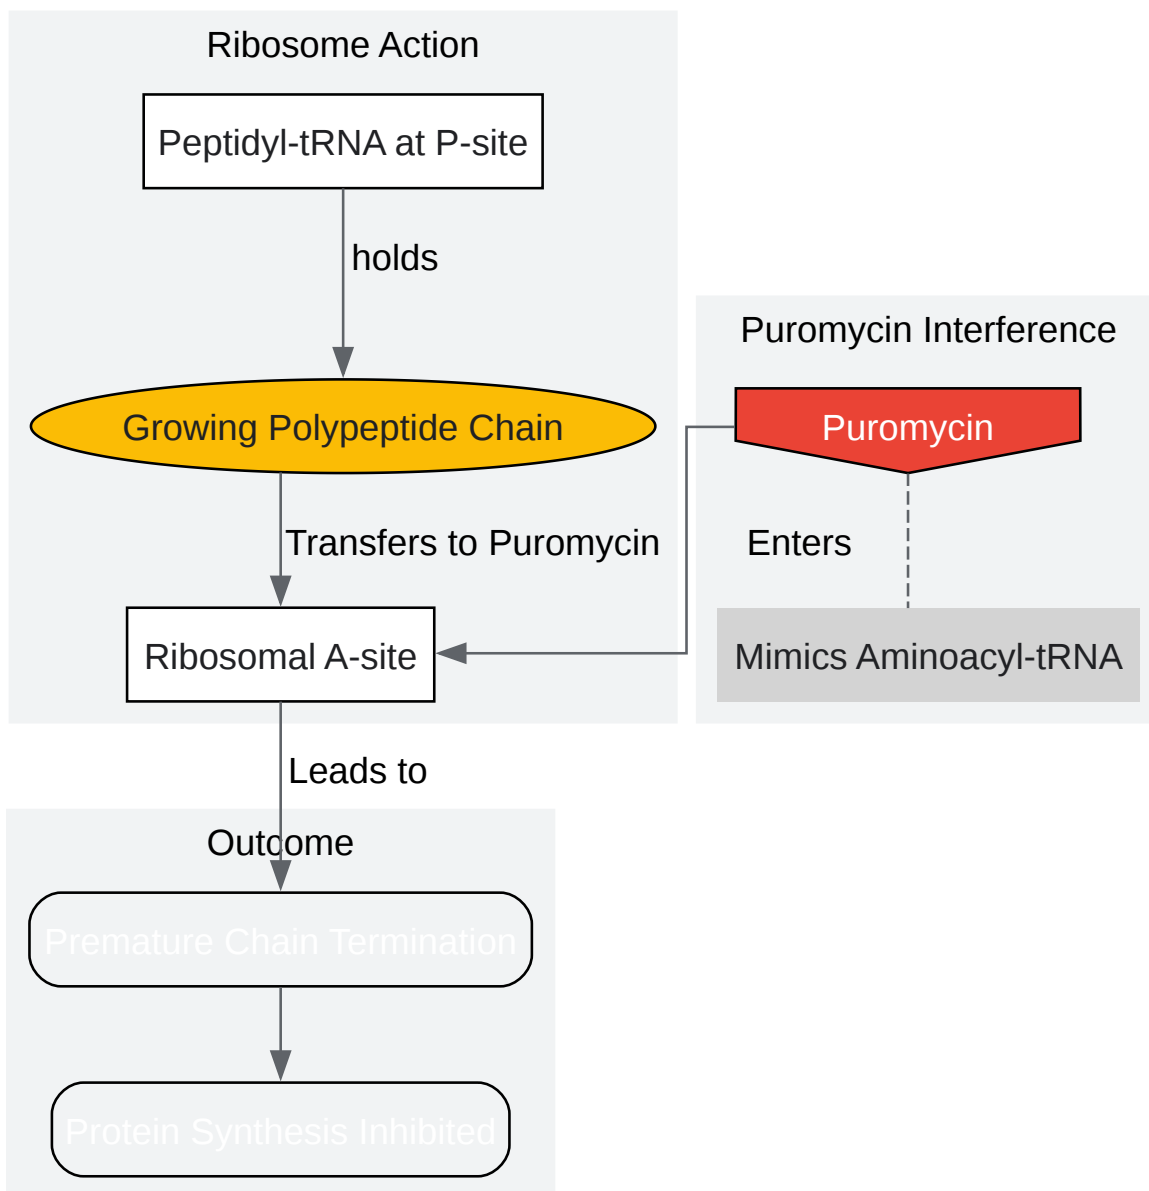 Ribosome Action
Peptidyl-tRNA at P-site
holds
Growing Polypeptide Chain
Transfers to Puromycin
Ribosomal A-site
Puromycin Interference
Puromycin
Enters
Mimics Aminoacyl-tRNA
Leads to
Outcome
Premature Chain Termination
Protein Synthesis Inhibited